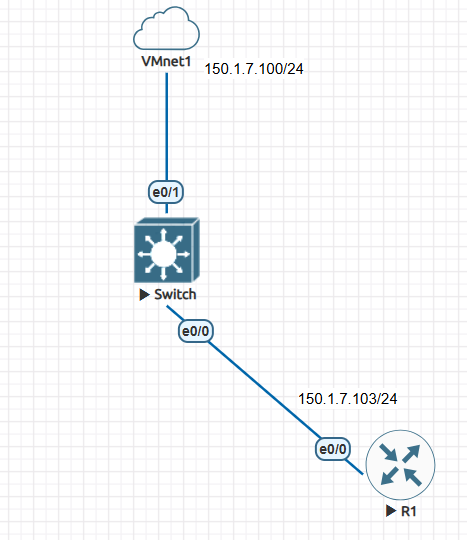 VMnet1
150.1.7.100/24
e0/1
Switch
e0/0
150.1.7.103/24
e0/0
R1